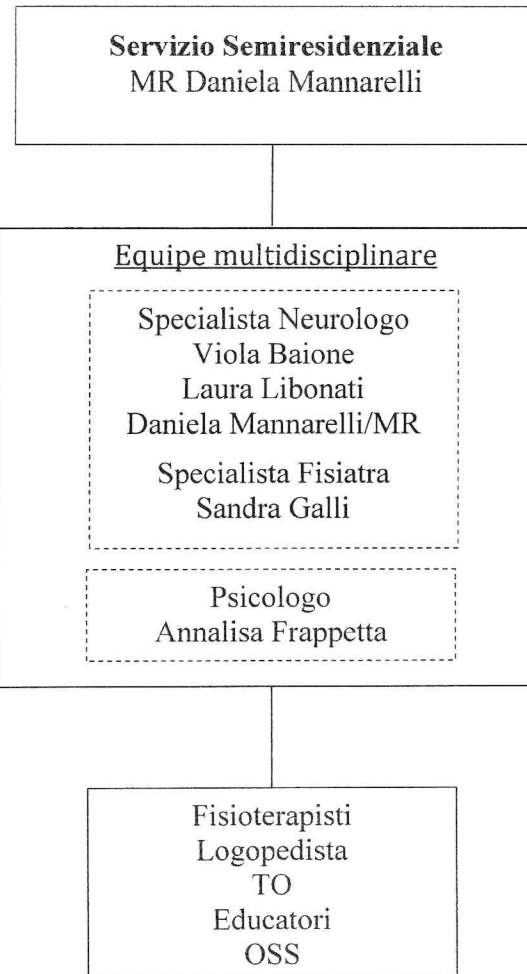 Servizio Semiresidenziale
MR Daniela Mannarelli
Equipe multidisciplinare
Specialista Neurologo
Viola Baione
Laura Libonati
Daniela Mannarelli/MR
Specialista Fisiatra
Sandra Galli
Psicologo
Annalisa Frappetta
Fisioterapisti
Logopedista
TO
Educatori
OSS